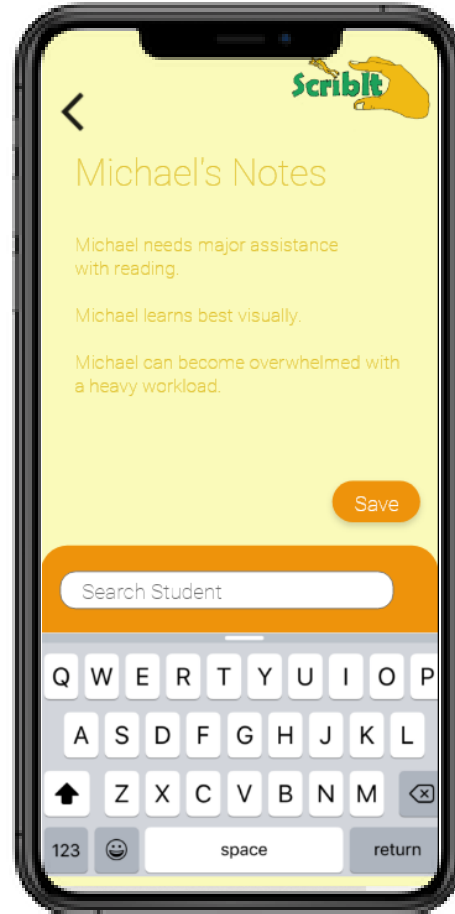 ScribIt
Michael's Notes
Michael needs major assistance
with reading.
Michael learns best visually.
Michael can become overwhelmed with
a heavy workload.
Save
Search Student
Q W E R T Y U I O P
A S D F G H J K L
Z X C V B N M
123 space return